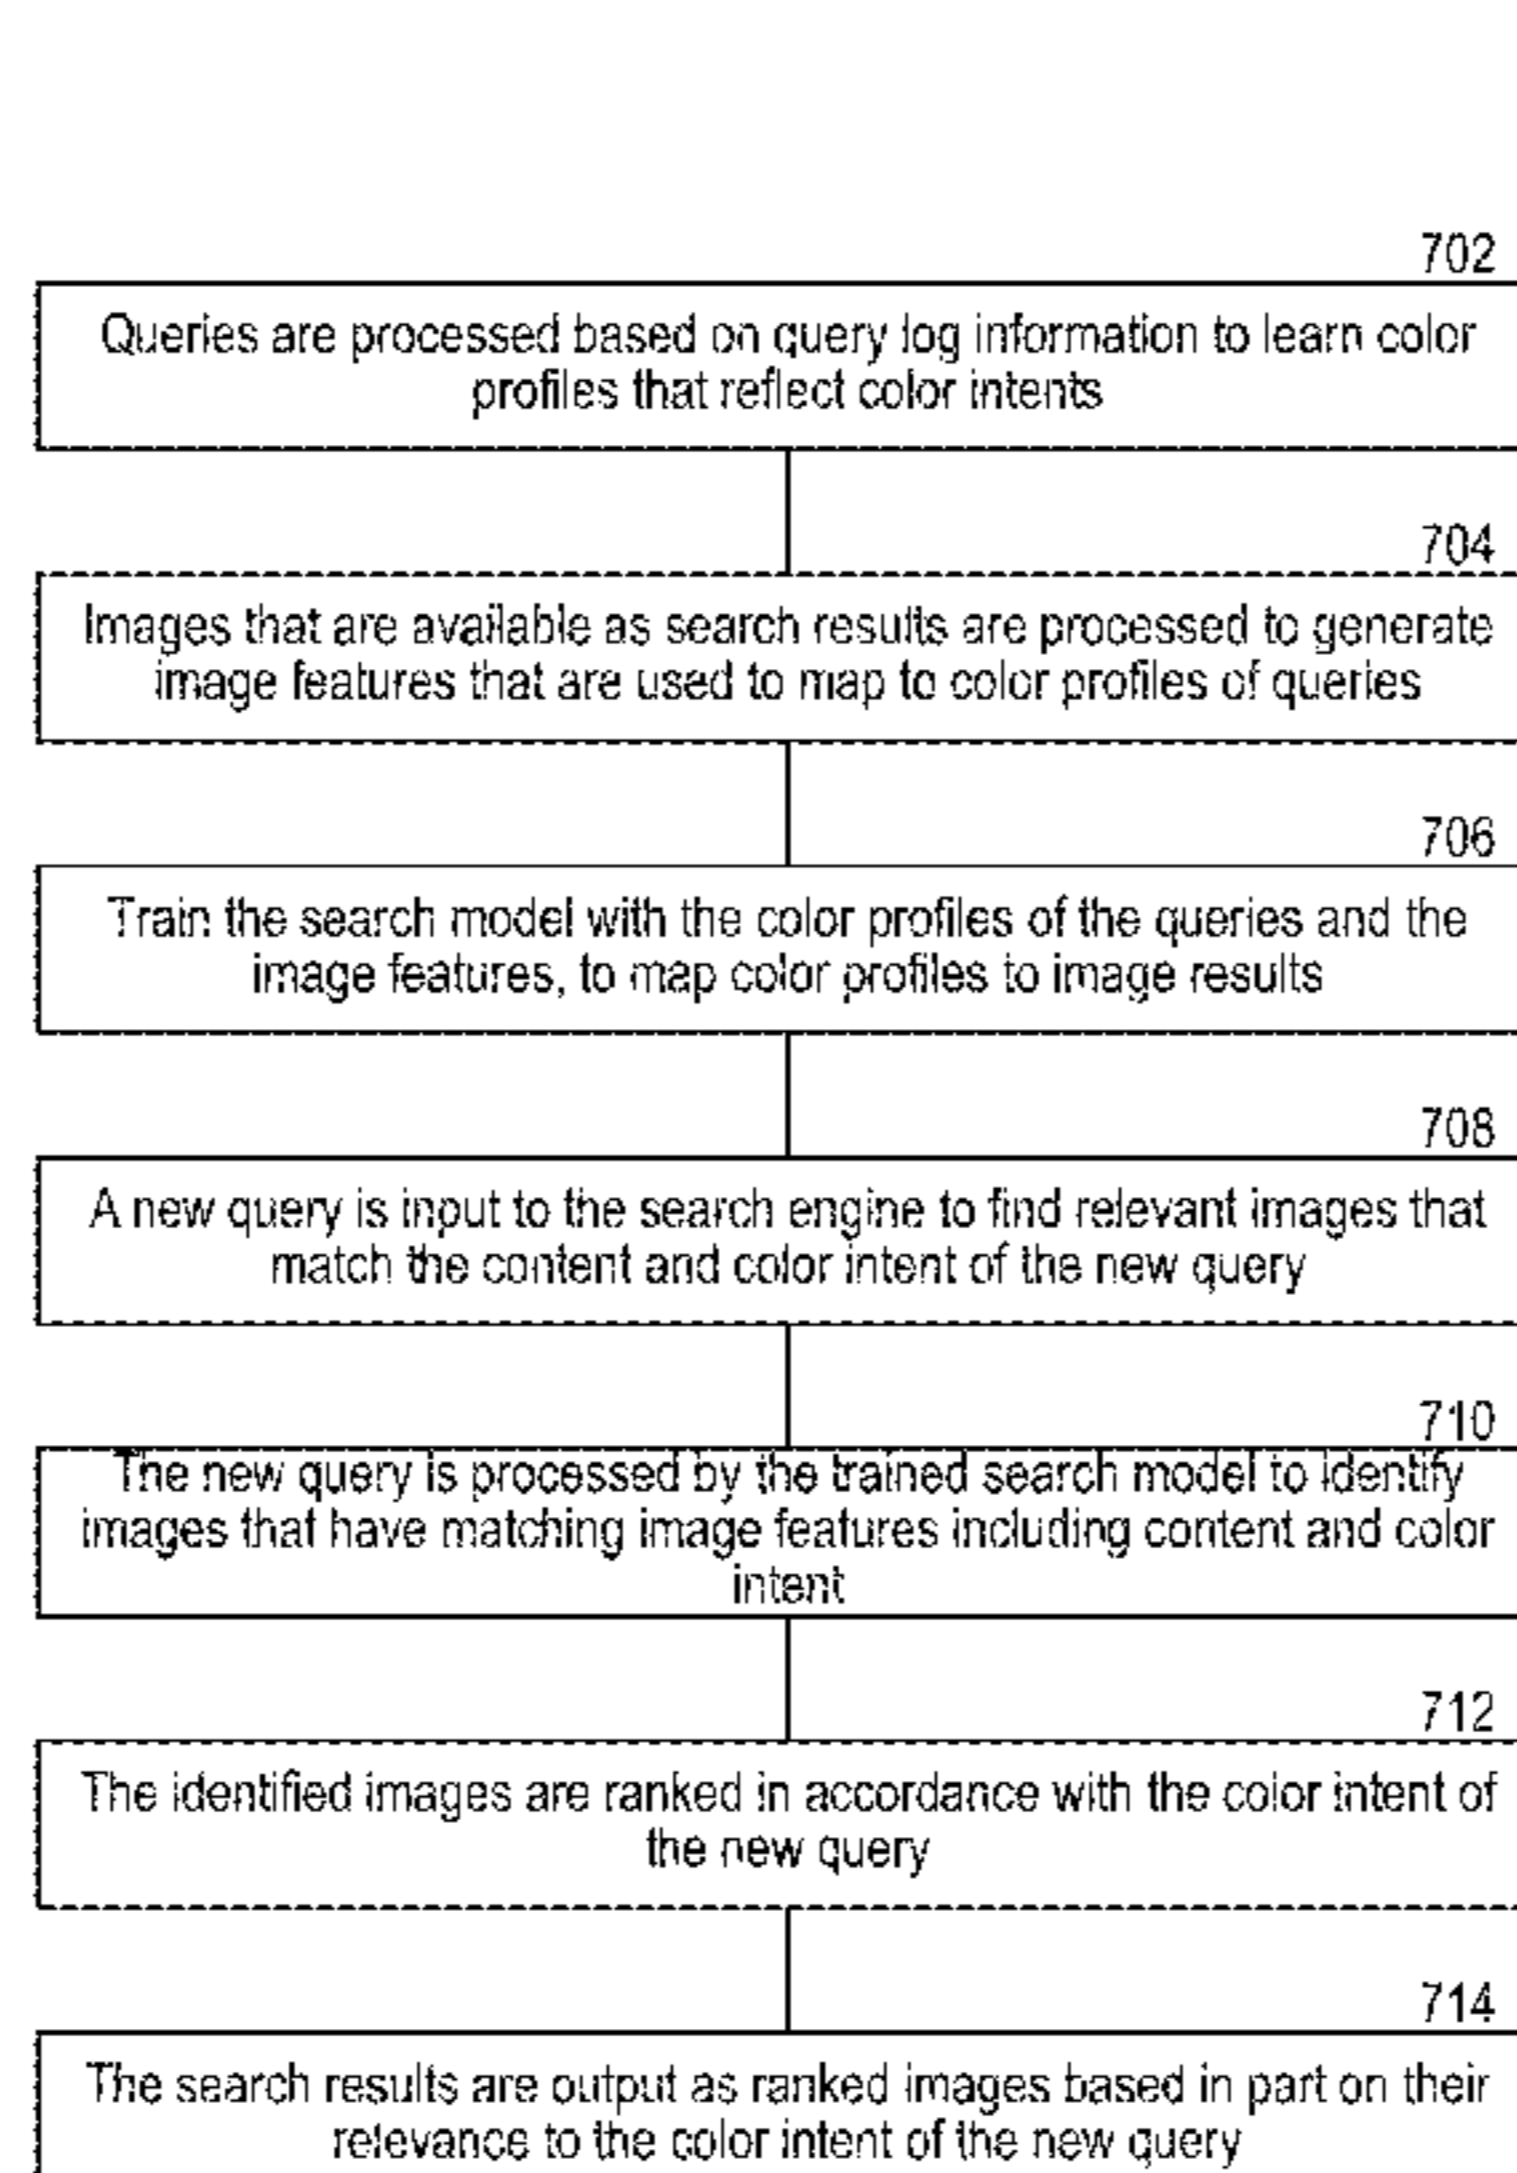 702
Queries are processed based on query log information to learn color
profiles that reflect color intents
704
Images that are available as search results are processed to generate
image features that are used to map to color profiles of queries
706
Train the search model with the color profiles of the queries and the
image features, to map color profiles to image results
708
A new query is input to the search engine to find relevant images that
match the content and color intent of the new query
710
The new query is processed by the trained search model to identify
images that have matching image features including content and color
intent
712
The identified images are ranked in accordance with the color intent of
the new query
714
The search results are output as ranked images based in part on their
relevance to the color intent of the new query